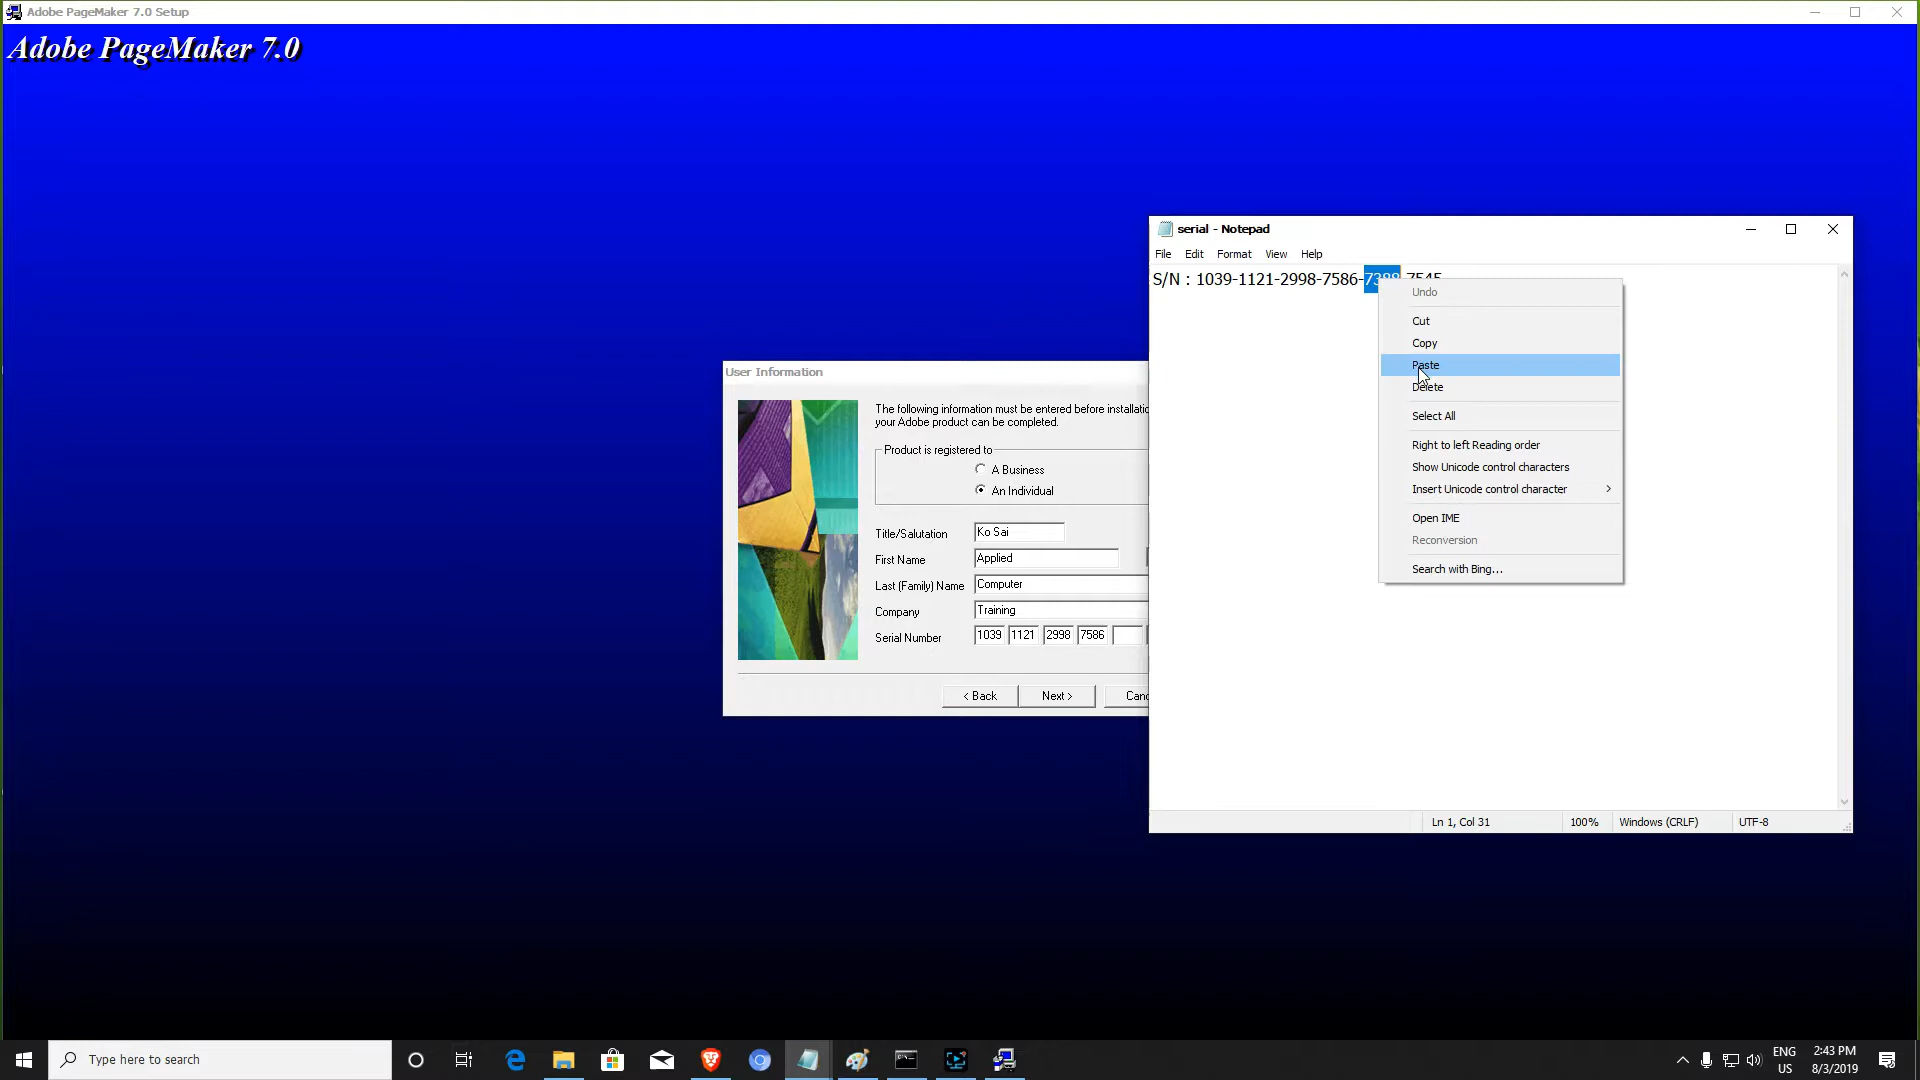 Adobe PageMaker 7.0 Setup
Adobe PageMaker 7.0
serial - Notepad
File Edit Format View Help
S/N : 1039-1121-2998-7586-7388-7545
Undo
Cut
Copy
Paste
Delete
Select All
Right to left Reading order
Show Unicode control characters
Insert Unicode control character
Open IME
Reconversion
Search with Bing...
Ln 1, Col 31 100% Windows (CRLF) UTF-8
User Information
The following information must be entered before installatio
your Adobe product can be completed.
Product is registered to
A Business
An Individual
Title/Salutation Ko Sai
First Name Applied
Last (Family) Name Computer
Company Training
Serial Number 1039 1121 2998 7586
< Back Next > Canc
Type here to search
ENG
US
2:43 PM
8/3/2019